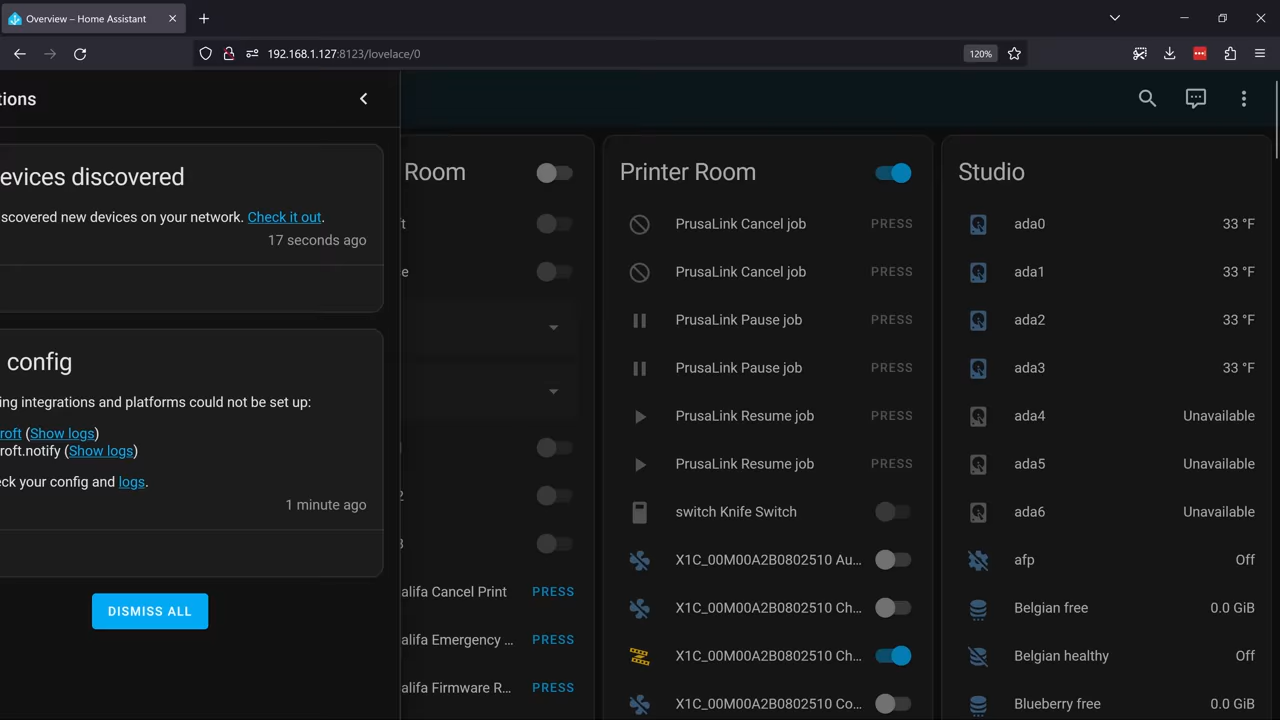 Overview – Home Assistant
192.168.1.127:8123/lovelace/0
120%
tions
evices discovered
scovered new devices on your network. Check it out.
17 seconds ago
config
ing integrations and platforms could not be set up:
roft (Show logs)
roft.notify (Show logs)
eck your config and logs.
1 minute ago
DISMISS ALL
Room
t
e
2
3
alifa Cancel Print PRESS
alifa Emergency ... PRESS
alifa Firmware R... PRESS
Printer Room
PrusaLink Cancel job PRESS
PrusaLink Cancel job PRESS
PrusaLink Pause job PRESS
PrusaLink Pause job PRESS
PrusaLink Resume job PRESS
PrusaLink Resume job PRESS
switch Knife Switch
X1C_00M00A2B0802510 Au...
X1C_00M00A2B0802510 Ch...
X1C_00M00A2B0802510 Ch...
X1C_00M00A2B0802510 Co...
Studio
ada0 33 °F
ada1 33 °F
ada2 33 °F
ada3 33 °F
ada4 Unavailable
ada5 Unavailable
ada6 Unavailable
afp Off
Belgian free 0.0 GiB
Belgian healthy Off
Blueberry free 0.0 GiB